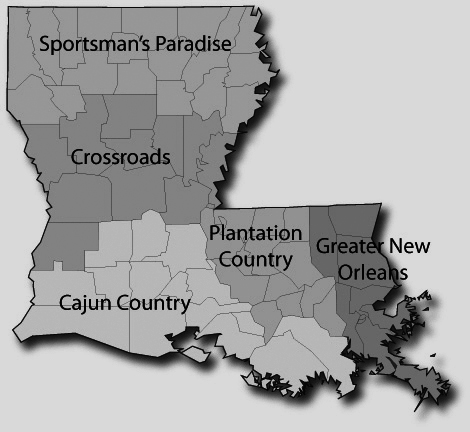 Sportsman's Paradise
Crossroads
Plantation
Country
Greater New
Orleans
Cajun Country